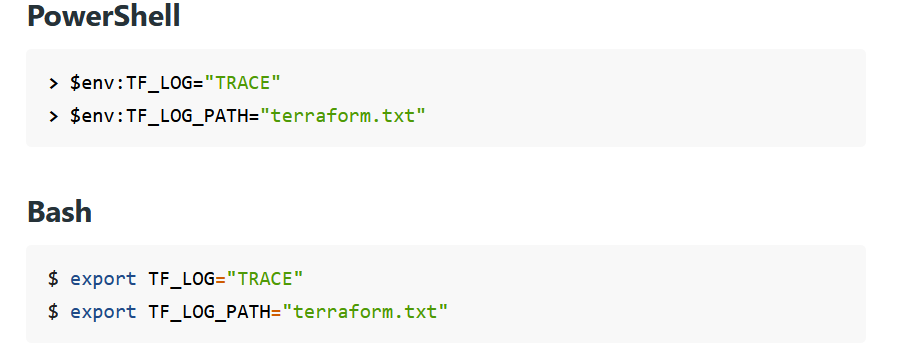 PowerShell
> $env:TF_LOG="TRACE"
> $env:TF_LOG_PATH="terraform.txt"
Bash
$ export TF_LOG="TRACE"
$ export TF_LOG_PATH="terraform.txt"